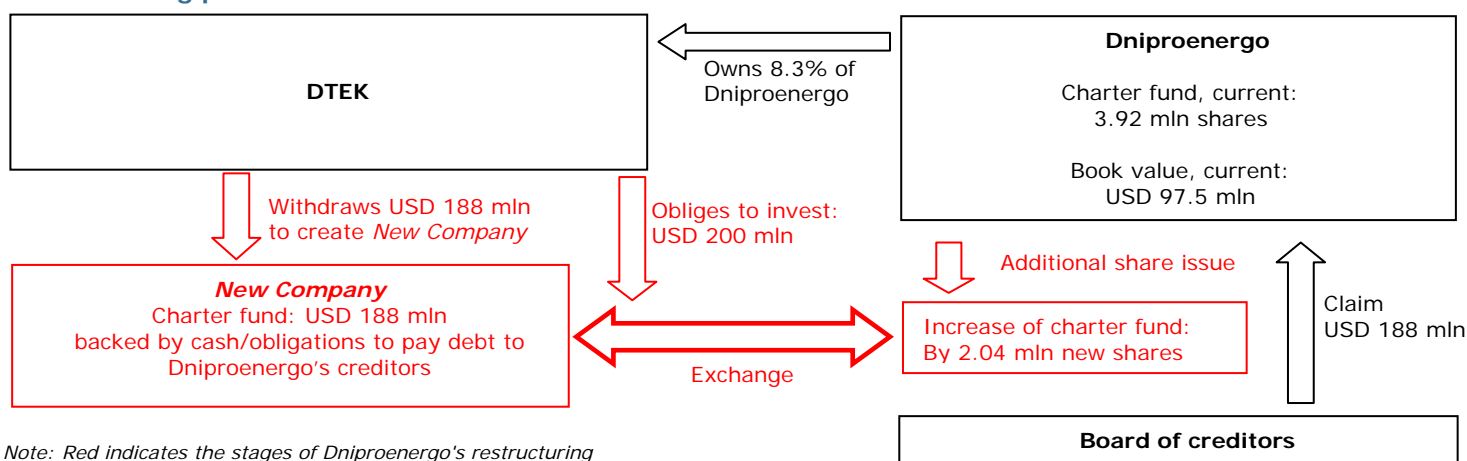 DTEK
Owns 8.3% of
Dniproenergo
Dniproenergo
Charter fund, current:
3.92 mln shares
Book value, current:
USD 97.5 mln
Withdraws USD 188 mln
to create New Company
Obliges to invest:
USD 200 mln
New Company
Charter fund: USD 188 mln
backed by cash/obligations to pay debt to
Dniproenergo's creditors
Exchange
Additional share issue
Increase of charter fund:
By 2.04 mln new shares
Claim
USD 188 mln
Board of creditors
Note: Red indicates the stages of Dniproenergo's restructuring